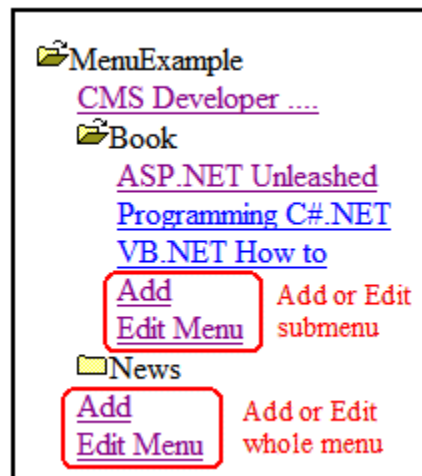 MenuExample
CMS Developer ....
Book
ASP.NET Unleashed
Programming C#.NET
VB.NET How to
Add
Edit Menu
Add or Edit
submenu
News
Add
Edit Menu
Add or Edit
whole menu